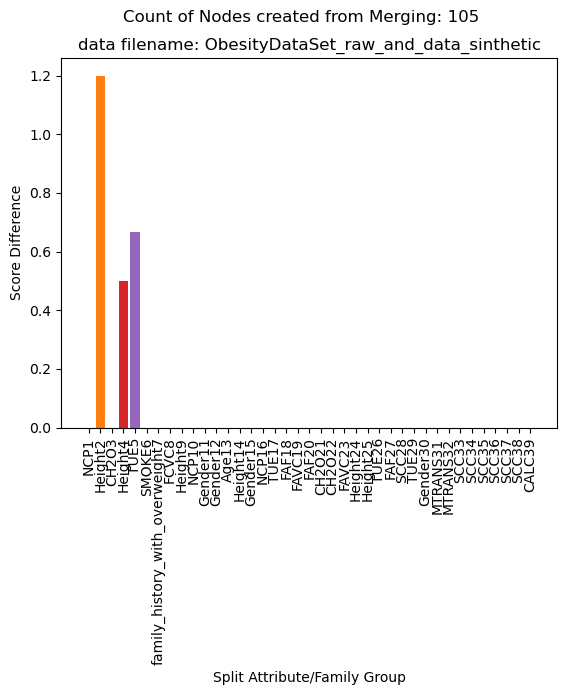 Count of Nodes created from Merging: 105
data filename: ObesityDataSet_raw_and_data_sinthetic
1.2
1.0
0.8
0.6
0.4
0.2
0.0
Score Difference
NCP1
Height2
CH2O3
Height4
TUE5
SMOKE6
family_history_with_overweight7
FCVC8
Height9
NCP10
Gender11
Gender12
Age13
Height14
Gender15
NCP16
TUE17
FAF18
FAVC19
FAF20
CH2O21
CH2O22
FAVC23
Height24
Height25
TUE26
FAF27
SCC28
TUE29
Gender30
MTRANS31
MTRANS32
SCC33
SCC34
SCC35
SCC36
SCC37
SCC38
CALC39
Split Attribute/Family Group